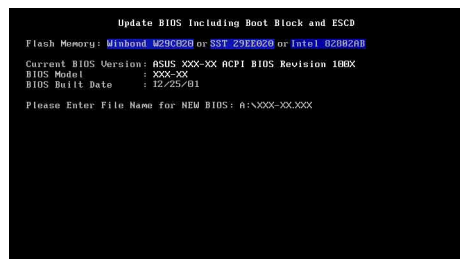 Update BIOS Including Boot Block and ESCD
Flash Memory: Winbond W29C020 or SST 29EE020 or Intel 82802AB
Current BIOS Version: ASUS XXX-XX ACPI BIOS Revision 100X
BIOS Model : XXX-XX
BIOS Built Date : 12/25/01
Please Enter File Name for NEW BIOS: A:\XXX-XX.XXX